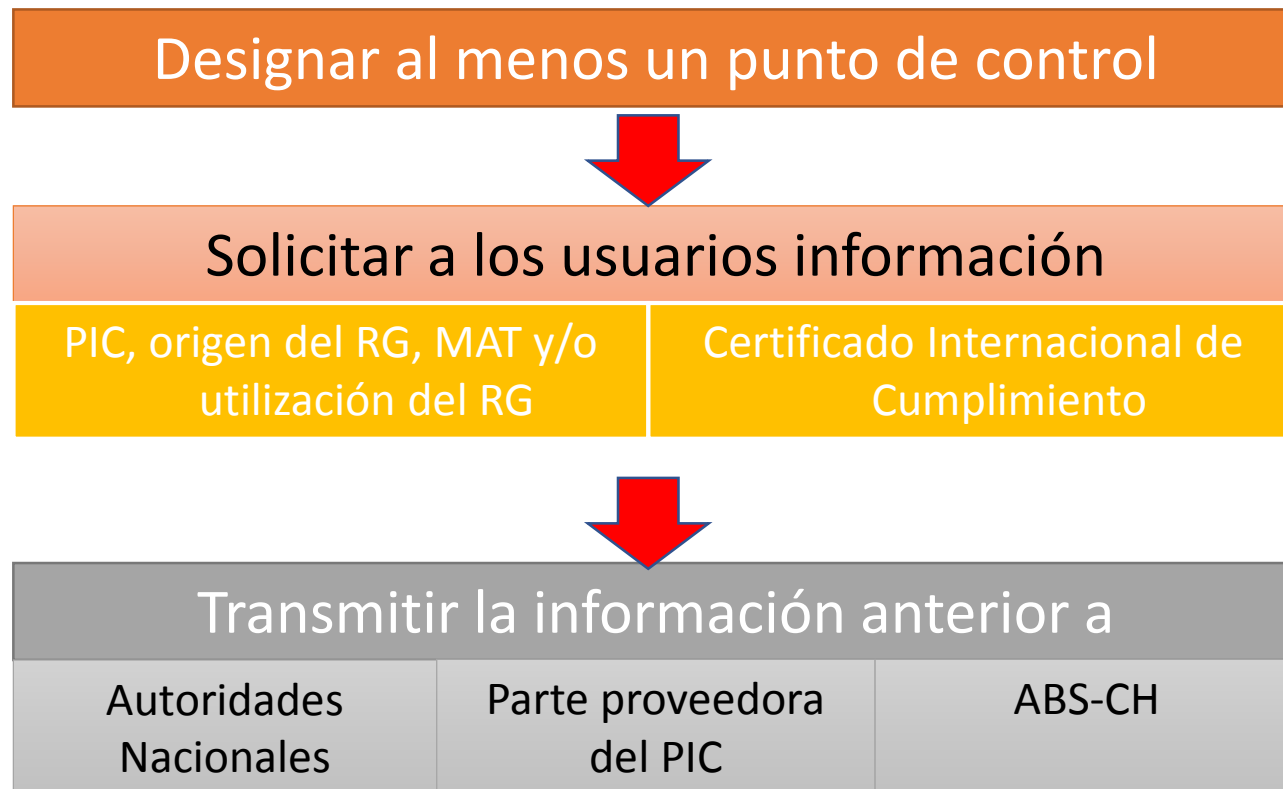 Designar al menos un punto de control
Solicitar a los usuarios información
PIC, origen del RG, MAT y/o
utilización del RG
Certificado Internacional de
Cumplimiento
Transmitir la información anterior a
Autoridades
Nacionales
Parte proveedora
del PIC
ABS-CH